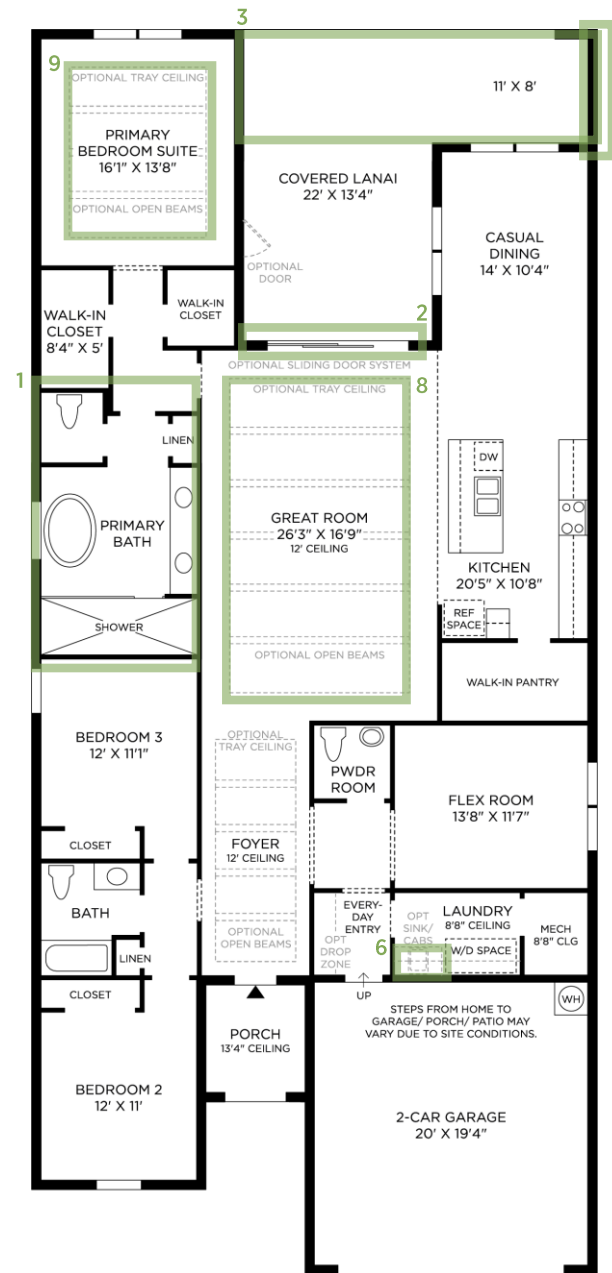 3
9
OPTIONAL TRAY CEILING
PRIMARY
BEDROOM SUITE
16'1" X 13'8"
OPTIONAL OPEN BEAMS
11' X 8'
COVERED LANAI
22' X 13'4"
OPTIONAL
DOOR
CASUAL
DINING
14' X 10'4"
WALK-IN
CLOSET
8'4" X 5'
WALK-IN
CLOSET
2
OPTIONAL SLIDING DOOR SYSTEM
1
8
OPTIONAL TRAY CEILING
LINEN
PRIMARY
BATH
SHOWER
GREAT ROOM
26'3" X 16'9"
12' CEILING
OPTIONAL OPEN BEAMS
DW
KITCHEN
20'5" X 10'8"
REF
SPACE
WALK-IN PANTRY
BEDROOM 3
12' X 11'1"
CLOSET
OPTIONAL
TRAY CEILING
FOYER
12' CEILING
OPTIONAL
OPEN BEAMS
PWDR
ROOM
FLEX ROOM
13'8" X 11'7"
BATH
LINEN
EVERY-
DAY
ENTRY
OPT
DROP
ZONE
OPT
SINK/
CABS
LAUNDRY
8'8" CEILING
W/D SPACE
MECH
8'8" CLG
6
UP
CLOSET
BEDROOM 2
12' X 11'
PORCH
13'4" CEILING
STEPS FROM HOME TO
GARAGE/ PORCH/ PATIO MAY
VARY DUE TO SITE CONDITIONS.
WH
2-CAR GARAGE
20' X 19'4"